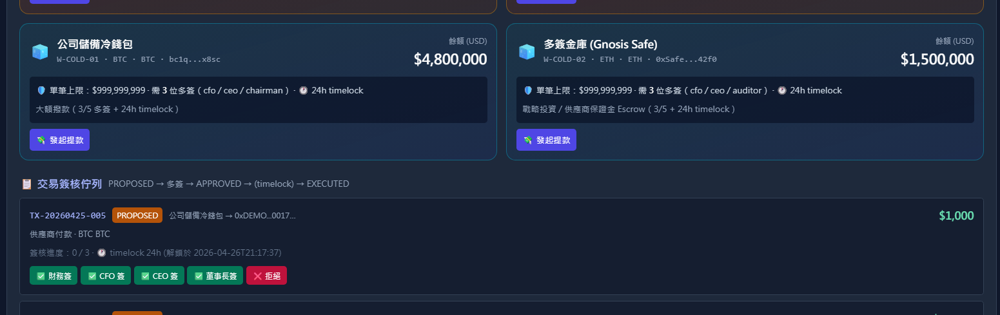 公司儲備冷錢包
W-COLD-01 · BTC · BTC · bc1q...x8sc
餘額 (USD)
$4,800,000
單筆上限：$999,999,999 · 需 3 位多簽（cfo / ceo / chairman） · 24h timelock
大額撥款（3/5 多簽 + 24h timelock）
發起提款
多簽金庫 (Gnosis Safe)
W-COLD-02 · ETH · ETH · 0xSafe...42f0
餘額 (USD)
$1,500,000
單筆上限：$999,999,999 · 需 3 位多簽（cfo / ceo / auditor） · 24h timelock
戰略投資 / 供應商保證金 Escrow（3/5 + 24h timelock）
發起提款
交易簽核佇列 PROPOSED → 多簽 → APPROVED → (timelock) → EXECUTED
TX-20260425-005 PROPOSED 公司儲備冷錢包 → 0xDEMO...0017... $1,000
供應商付款 · BTC BTC
簽核進度：0 / 3 · timelock 24h (解鎖於 2026-04-26T21:17:37)
財務簽 CFO 簽 CEO 簽 董事長簽 拒絕